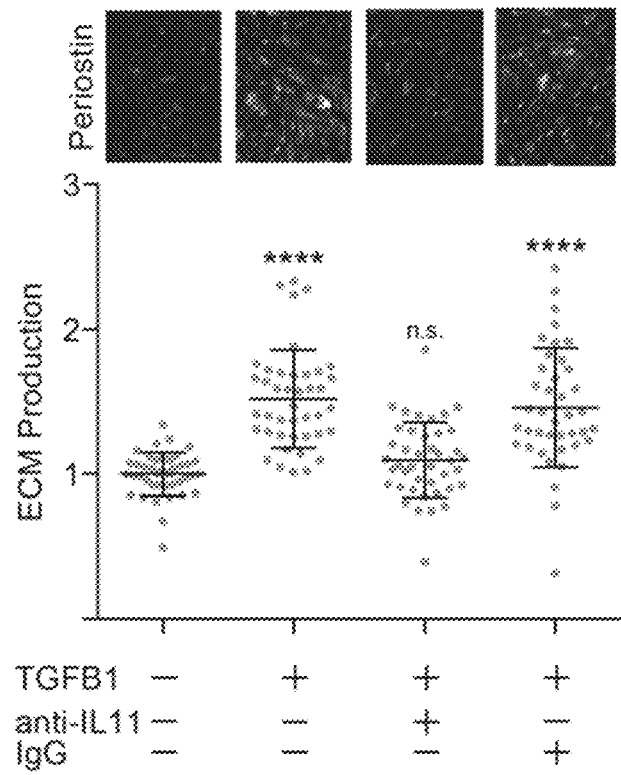 Periostin
ECM Production
3
2
1
****
n.s.
****
TGFB1 − + + +
anti-IL11 − − + −
IgG − − − +